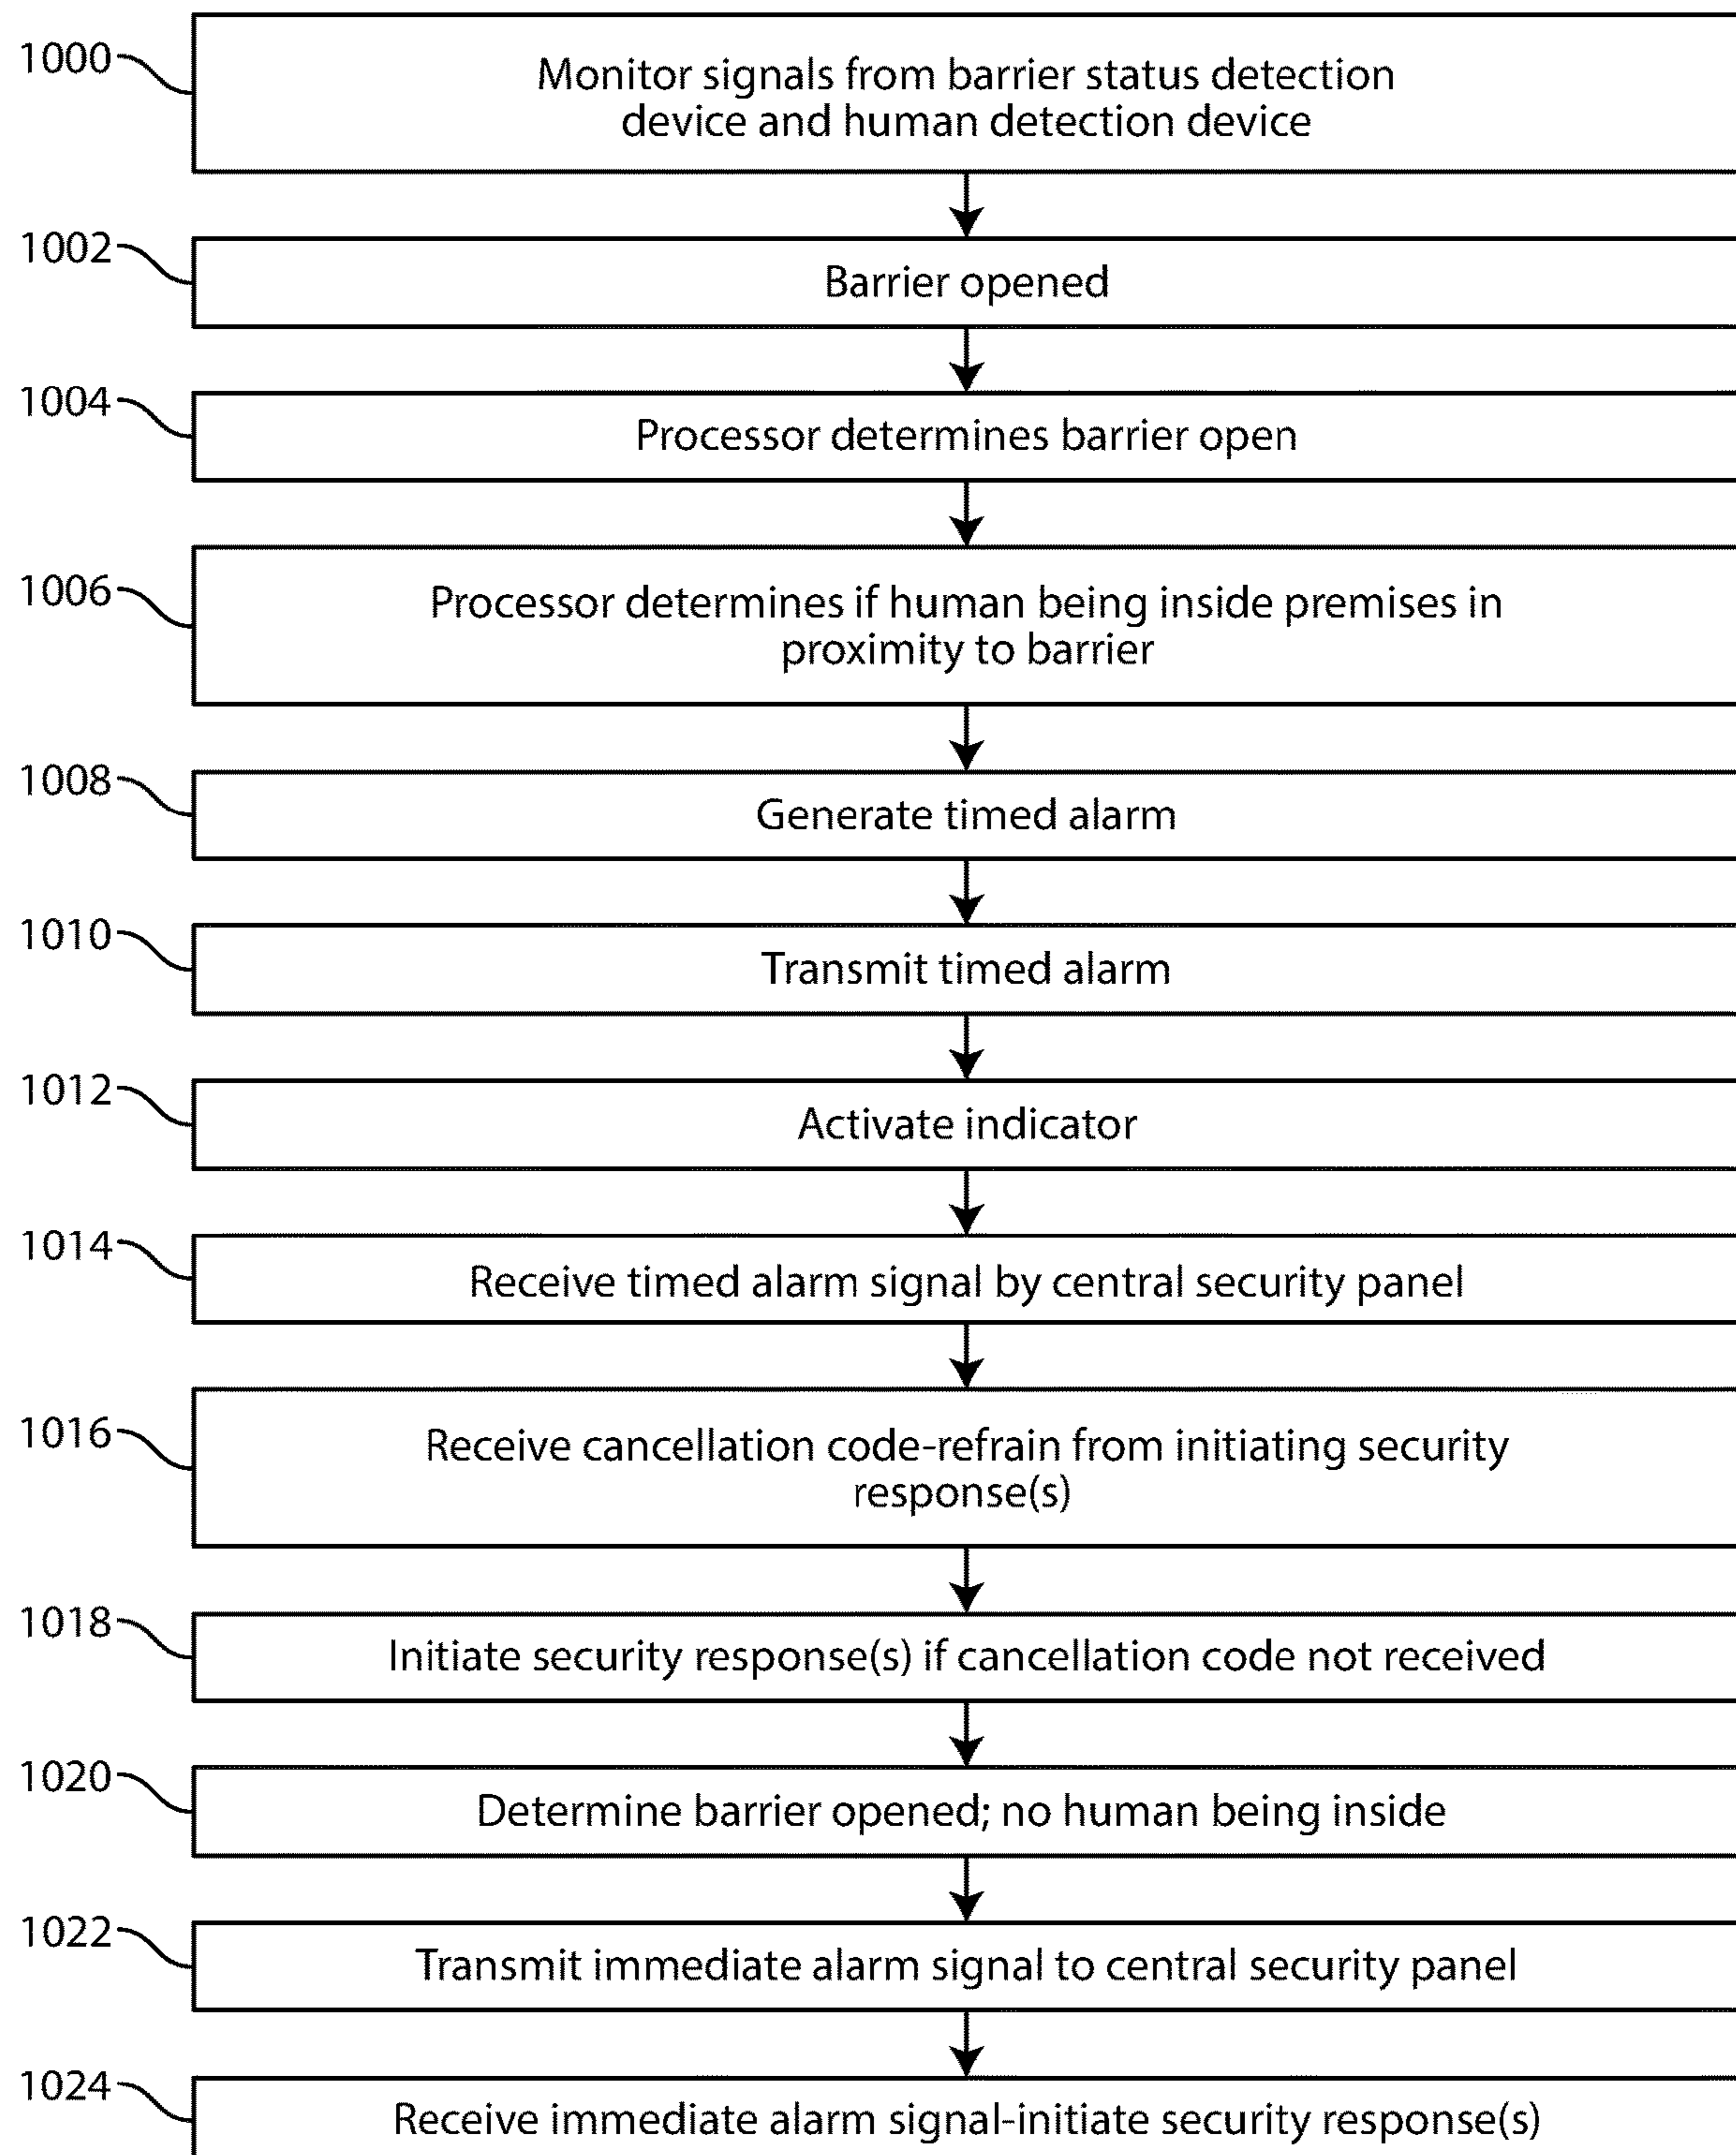 1000
Monitor signals from barrier status detection
device and human detection device
1002
Barrier opened
1004
Processor determines barrier open
1006
Processor determines if human being inside premises in
proximity to barrier
1008
Generate timed alarm
1010
Transmit timed alarm
1012
Activate indicator
1014
Receive timed alarm signal by central security panel
1016
Receive cancellation code-refrain from initiating security
response(s)
1018
Initiate security response(s) if cancellation code not received
1020
Determine barrier opened; no human being inside
1022
Transmit immediate alarm signal to central security panel
1024
Receive immediate alarm signal-initiate security response(s)